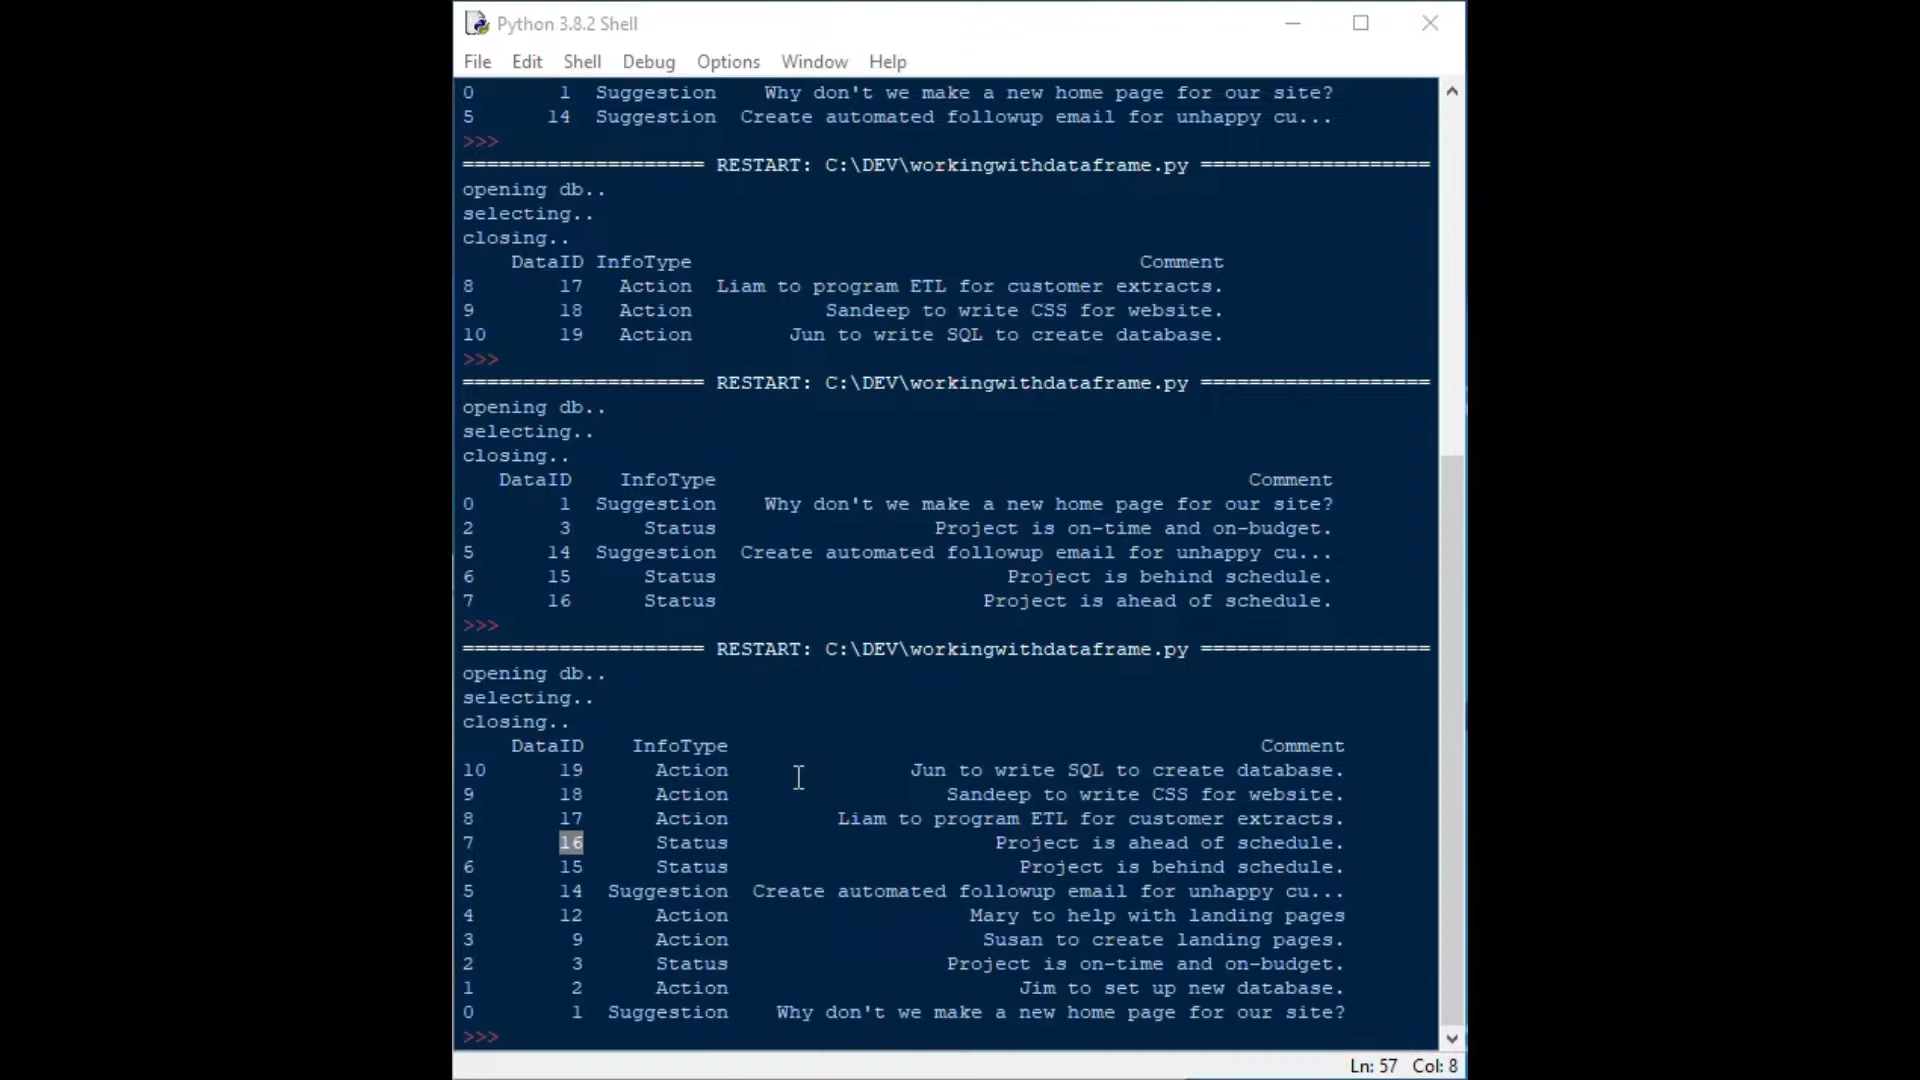 Python 3.8.2 Shell
File Edit Shell Debug Options Window Help
0 1 Suggestion Why don't we make a new home page for our site?
5 14 Suggestion Create automated followup email for unhappy cu...
>>>
==================== RESTART: C:\DEV\workingwithdataframe.py ===================
opening db..
selecting..
closing..
DataID InfoType Comment
8 17 Action Liam to program ETL for customer extracts.
9 18 Action Sandeep to write CSS for website.
10 19 Action Jun to write SQL to create database.
>>>
==================== RESTART: C:\DEV\workingwithdataframe.py ===================
opening db..
selecting..
closing..
DataID InfoType Comment
0 1 Suggestion Why don't we make a new home page for our site?
2 3 Status Project is on-time and on-budget.
5 14 Suggestion Create automated followup email for unhappy cu...
6 15 Status Project is behind schedule.
7 16 Status Project is ahead of schedule.
>>>
==================== RESTART: C:\DEV\workingwithdataframe.py ===================
opening db..
selecting..
closing..
DataID InfoType Comment
10 19 Action Jun to write SQL to create database.
9 18 Action Sandeep to write CSS for website.
8 17 Action Liam to program ETL for customer extracts.
7 16 Status Project is ahead of schedule.
6 15 Status Project is behind schedule.
5 14 Suggestion Create automated followup email for unhappy cu...
4 12 Action Mary to help with landing pages
3 9 Action Susan to create landing pages.
2 3 Status Project is on-time and on-budget.
1 2 Action Jim to set up new database.
0 1 Suggestion Why don't we make a new home page for our site?
>>>
Ln: 57 Col: 8